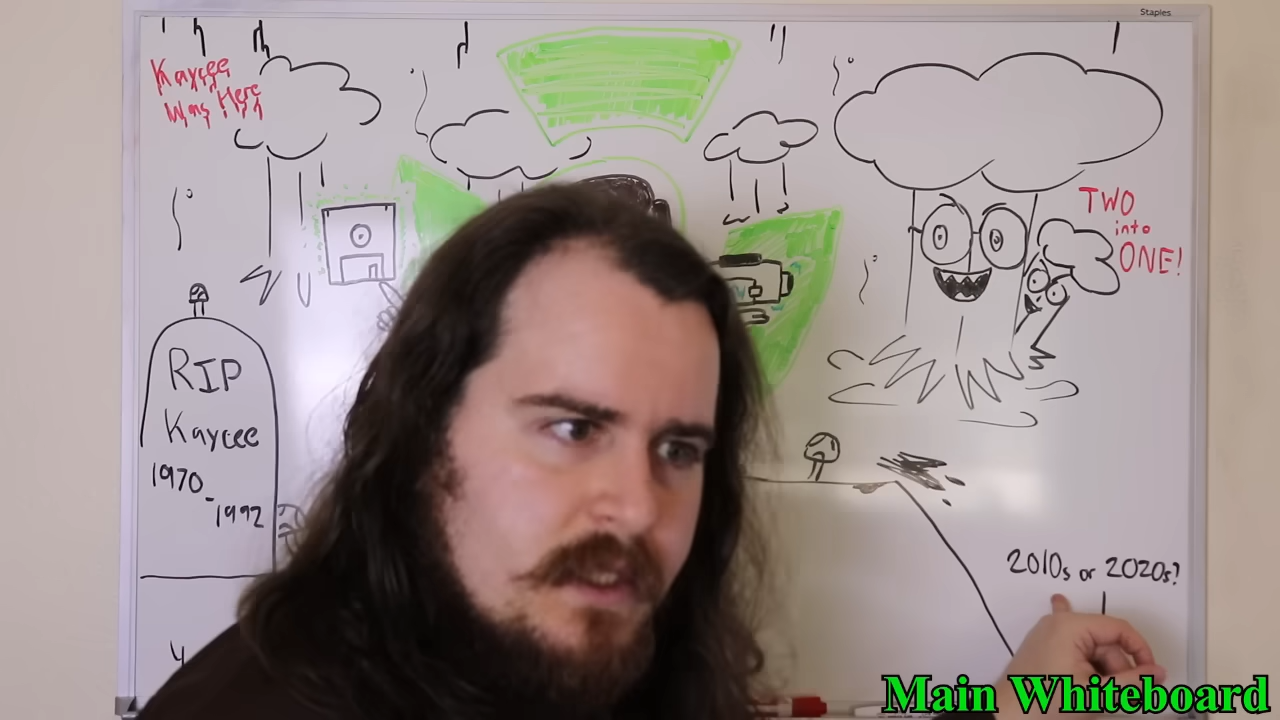 Staples
Kaycee
Was Here
TWO
into
ONE!
RIP
Kaycee
1970-
1992
2010s or 2020s?
Main Whiteboard